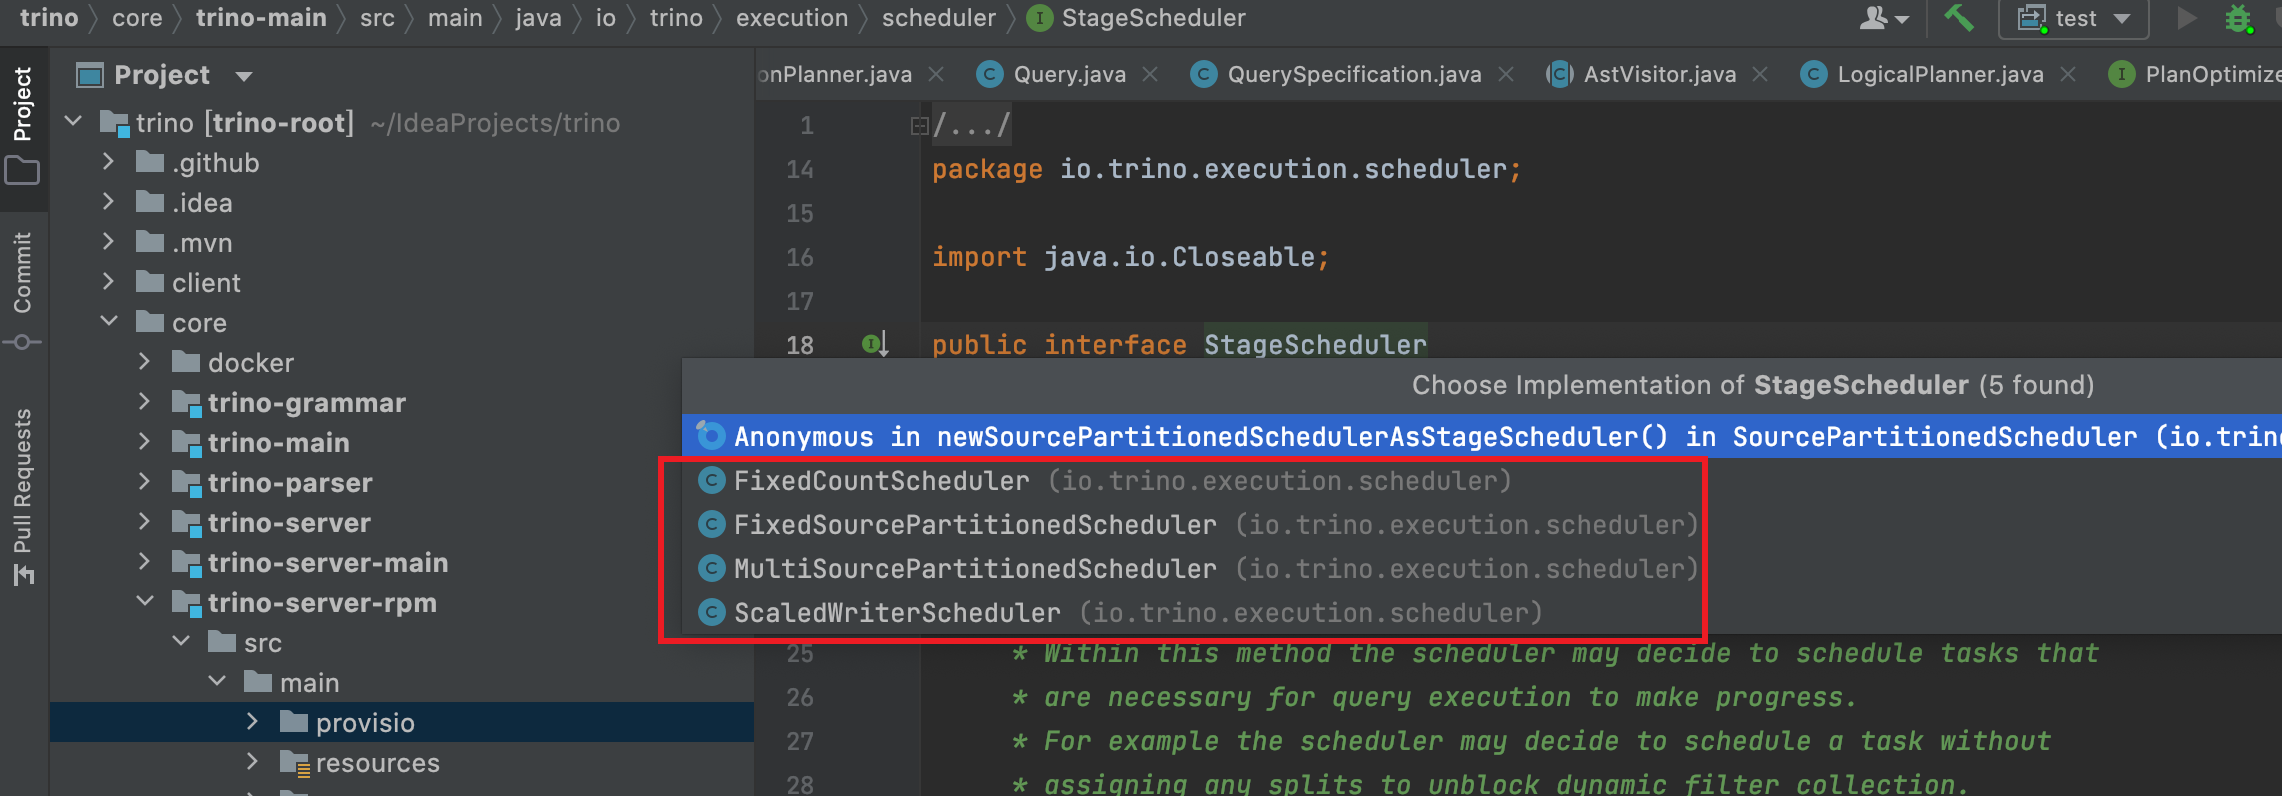 trino core trino-main src main java io trino execution scheduler I StageScheduler test
Project
Commit
Pull Requests
Project
trino [trino-root] ~/IdeaProjects/trino
.github
.idea
.mvn
client
core
docker
trino-grammar
trino-main
trino-parser
trino-server
trino-server-main
trino-server-rpm
src
main
provisio
resources
onPlanner.java C Query.java C QuerySpecification.java C AstVisitor.java C LogicalPlanner.java I PlanOptimize
1 /.../
14 package io.trino.execution.scheduler;
15
16 import java.io.Closeable;
17
18 I public interface StageScheduler
Choose Implementation of StageScheduler (5 found)
Anonymous in newSourcePartitionedSchedulerAsStageScheduler() in SourcePartitionedScheduler (io.trino
C FixedCountScheduler (io.trino.execution.scheduler)
C FixedSourcePartitionedScheduler (io.trino.execution.scheduler)
C MultiSourcePartitionedScheduler (io.trino.execution.scheduler)
C ScaledWriterScheduler (io.trino.execution.scheduler)
25 * Within this method the scheduler may decide to schedule tasks that
26 * are necessary for query execution to make progress.
27 * For example the scheduler may decide to schedule a task without
28 * assigning any splits to unblock dynamic filter collection.